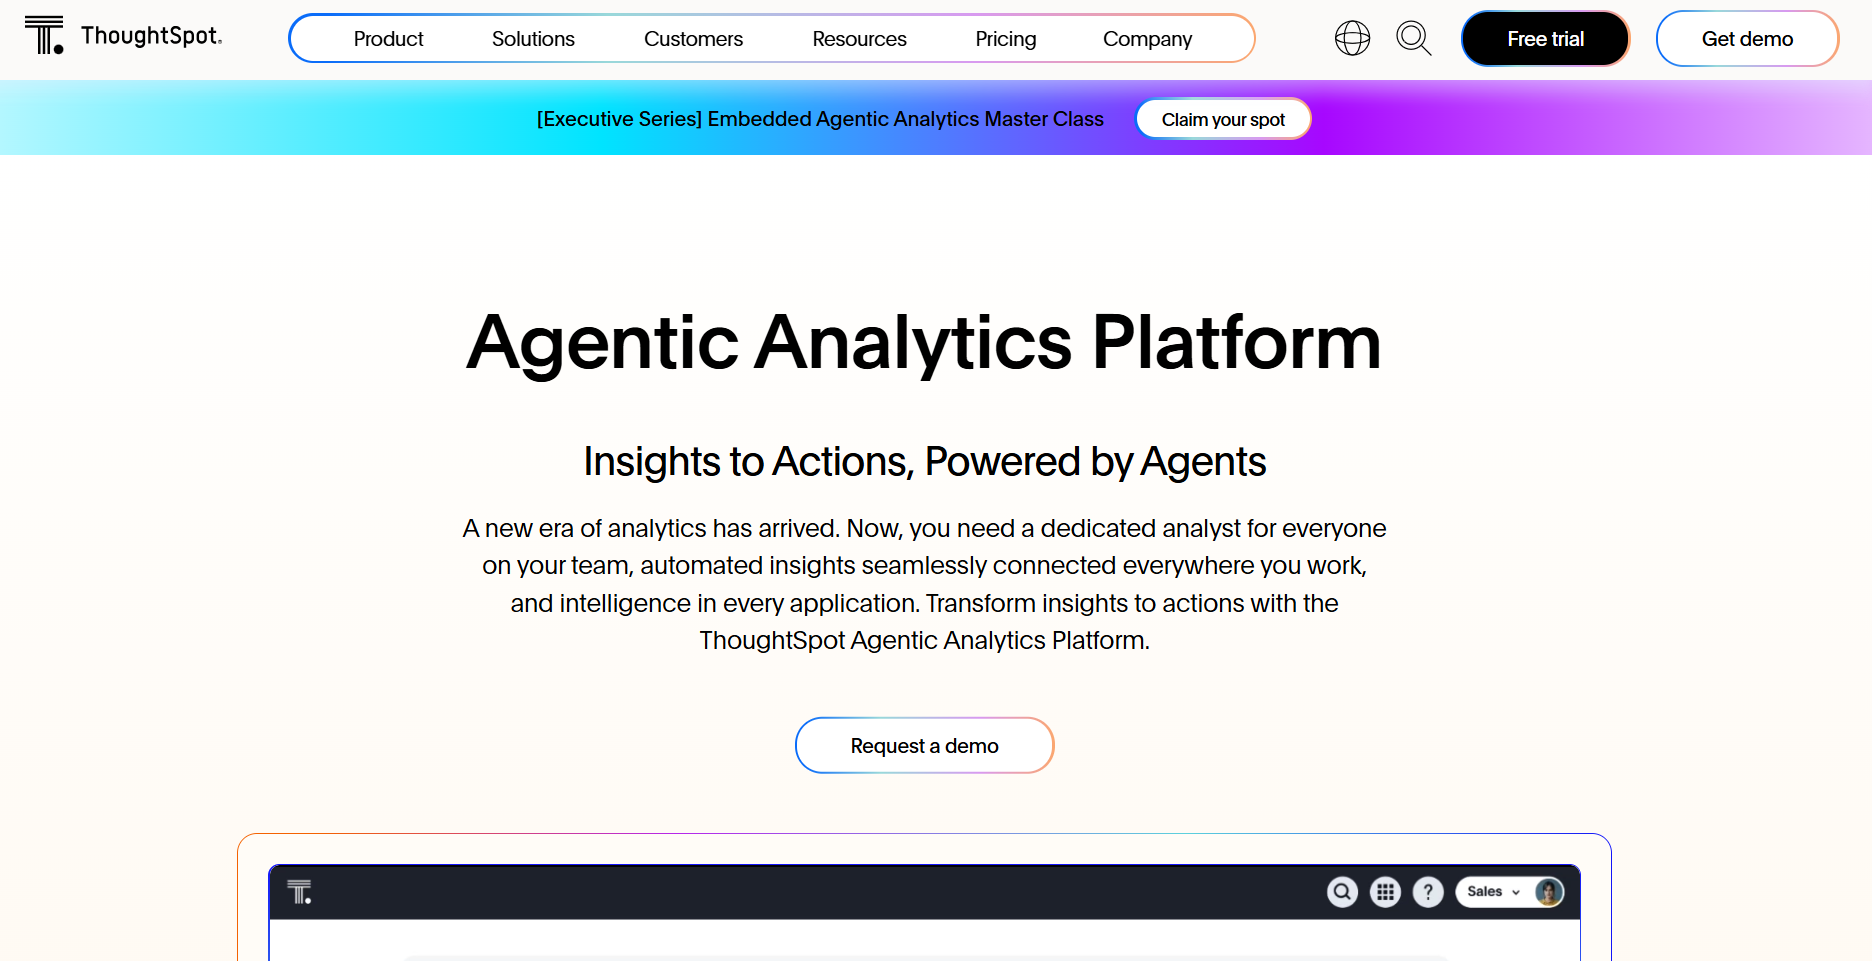 ThoughtSpot.
Product
Solutions
Customers
Resources
Pricing
Company
Free trial
Get demo
[Executive Series] Embedded Agentic Analytics Master Class
Claim your spot
Agentic Analytics Platform
Insights to Actions, Powered by Agents
A new era of analytics has arrived. Now, you need a dedicated analyst for everyone
on your team, automated insights seamlessly connected everywhere you work,
and intelligence in every application. Transform insights to actions with the
ThoughtSpot Agentic Analytics Platform.
Request a demo
Sales